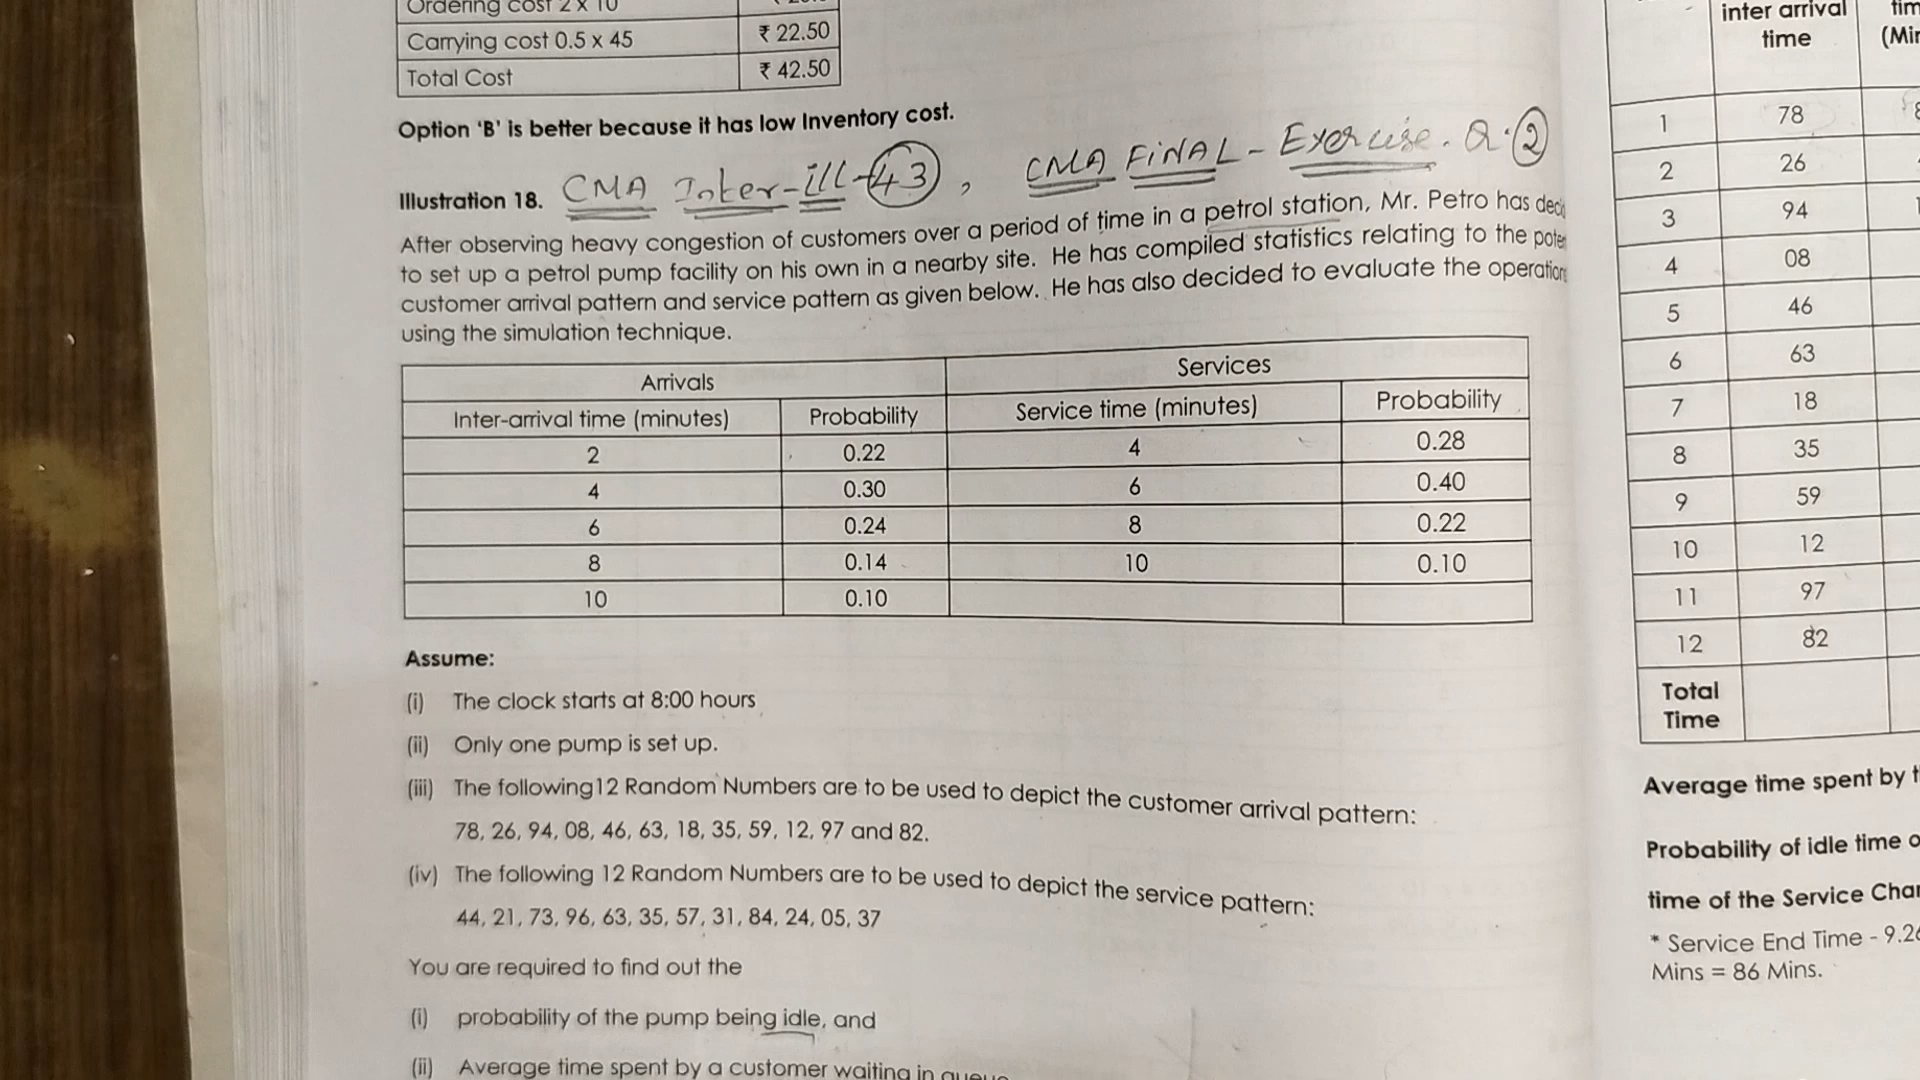 Ordering cost 2 x 10
Carrying cost 0.5 x 45 ₹ 22.50
Total Cost ₹ 42.50
Option 'B' is better because it has low Inventory cost.
Illustration 18. CMA Inter-ill-43, CMA FINAL - Exercise. Q.2
After observing heavy congestion of customers over a period of time in a petrol station, Mr. Petro has
to set up a petrol pump facility on his own in a nearby site. He has compiled statistics relating to the
customer arrival pattern and service pattern as given below. He has also decided to evaluate the operation
using the simulation technique.
Arrivals Services
Inter-arrival time (minutes) Probability Service time (minutes) Probability
2 0.22 4 0.28
4 0.30 6 0.40
6 0.24 8 0.22
8 0.14 10 0.10
10 0.10
Assume:
(i) The clock starts at 8:00 hours
(ii) Only one pump is set up.
(iii) The following12 Random Numbers are to be used to depict the customer arrival pattern:
78, 26, 94, 08, 46, 63, 18, 35, 59, 12, 97 and 82.
(iv) The following 12 Random Numbers are to be used to depict the service pattern:
44, 21, 73, 96, 63, 35, 57, 31, 84, 24, 05, 37
You are required to find out the
(i) probability of the pump being idle, and
(ii) Average time spent by a customer waiting in queue
inter arrival
time
1 78
2 26
3 94
4 08
5 46
6 63
7 18
8 35
9 59
10 12
11 97
12 82
Total
Time
Average time spent by
Probability of idle time
time of the Service
* Service End Time - 9.26
Mins = 86 Mins.